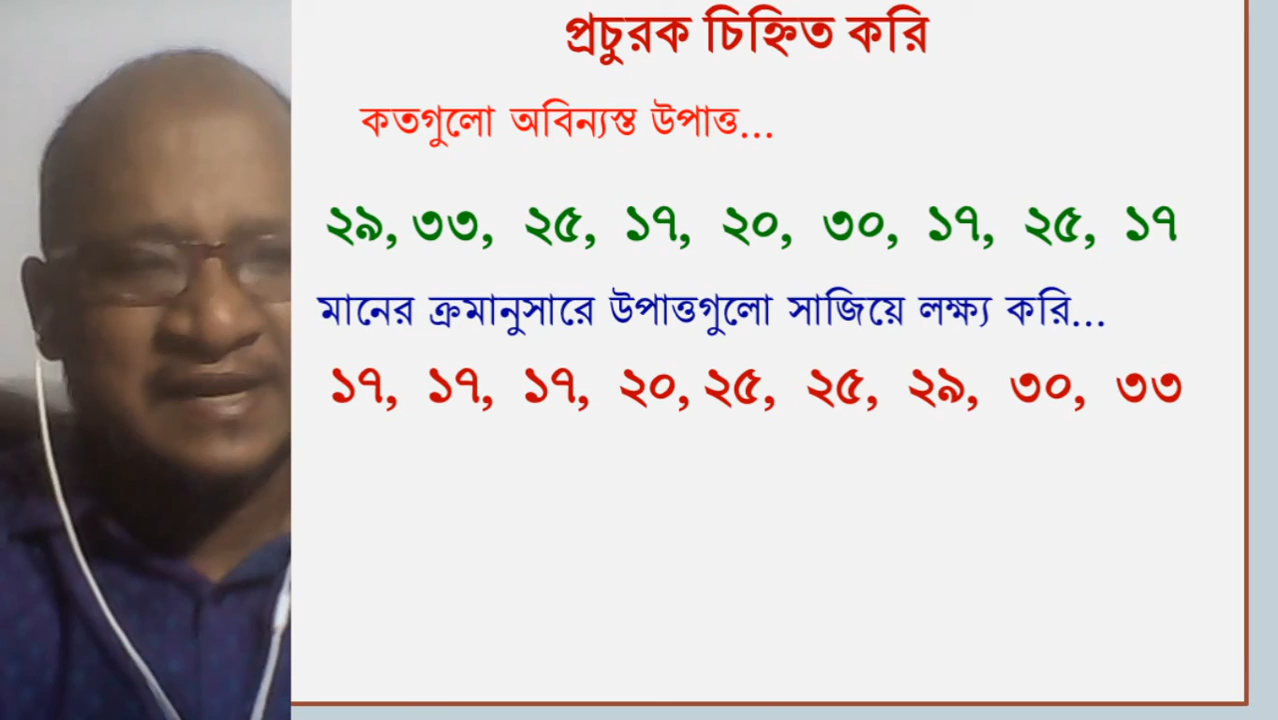 প্রচুরক চিহ্নিত করি
কতগুলো অবিন্যস্ত উপাত্ত...
২৯, ৩৩, ২৫, ১৭, ২০, ৩০, ১৭, ২৫, ১৭
মানের ক্রমানুসারে উপাত্তগুলো সাজিয়ে লক্ষ্য করি...
১৭, ১৭, ১৭, ২০, ২৫, ২৫, ২৯, ৩০, ৩৩